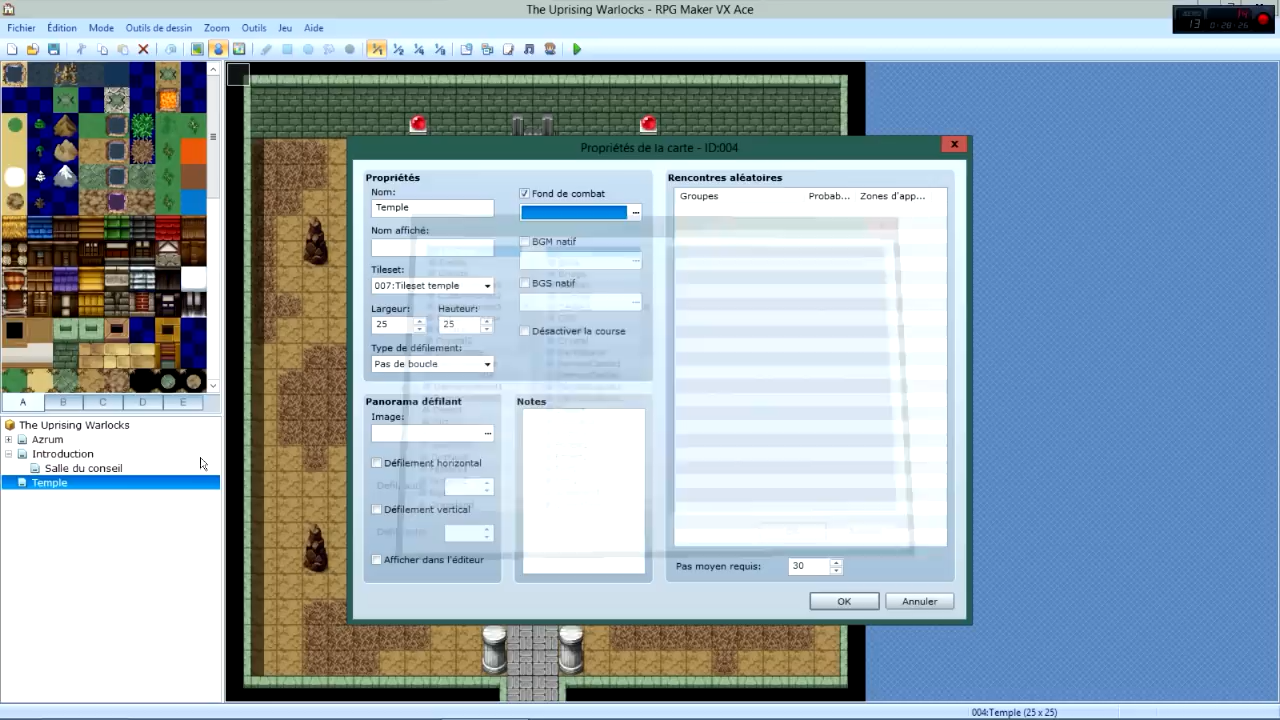 The Uprising Warlocks - RPG Maker VX Ace
Fichier Édition Mode Outils de dessin Zoom Outils Jeu Aide
13 0:28:26
A B C D E
The Uprising Warlocks
Azrum
Introduction
Salle du conseil
Temple
Propriétés de la carte - ID:004
Propriétés
Nom:
Temple
Nom affiché:
Tileset:
007:Tileset temple
Largeur: Hauteur:
25 25
Type de défilement:
Pas de boucle
Fond de combat
BGM natif
BGS natif
Désactiver la course
Panorama défilant
Image:
Défilement horizontal
Défilement vertical
Afficher dans l'éditeur
Notes
Rencontres aléatoires
Groupes Probab... Zones d'app...
Pas moyen requis: 30
OK Annuler
004:Temple (25 x 25)